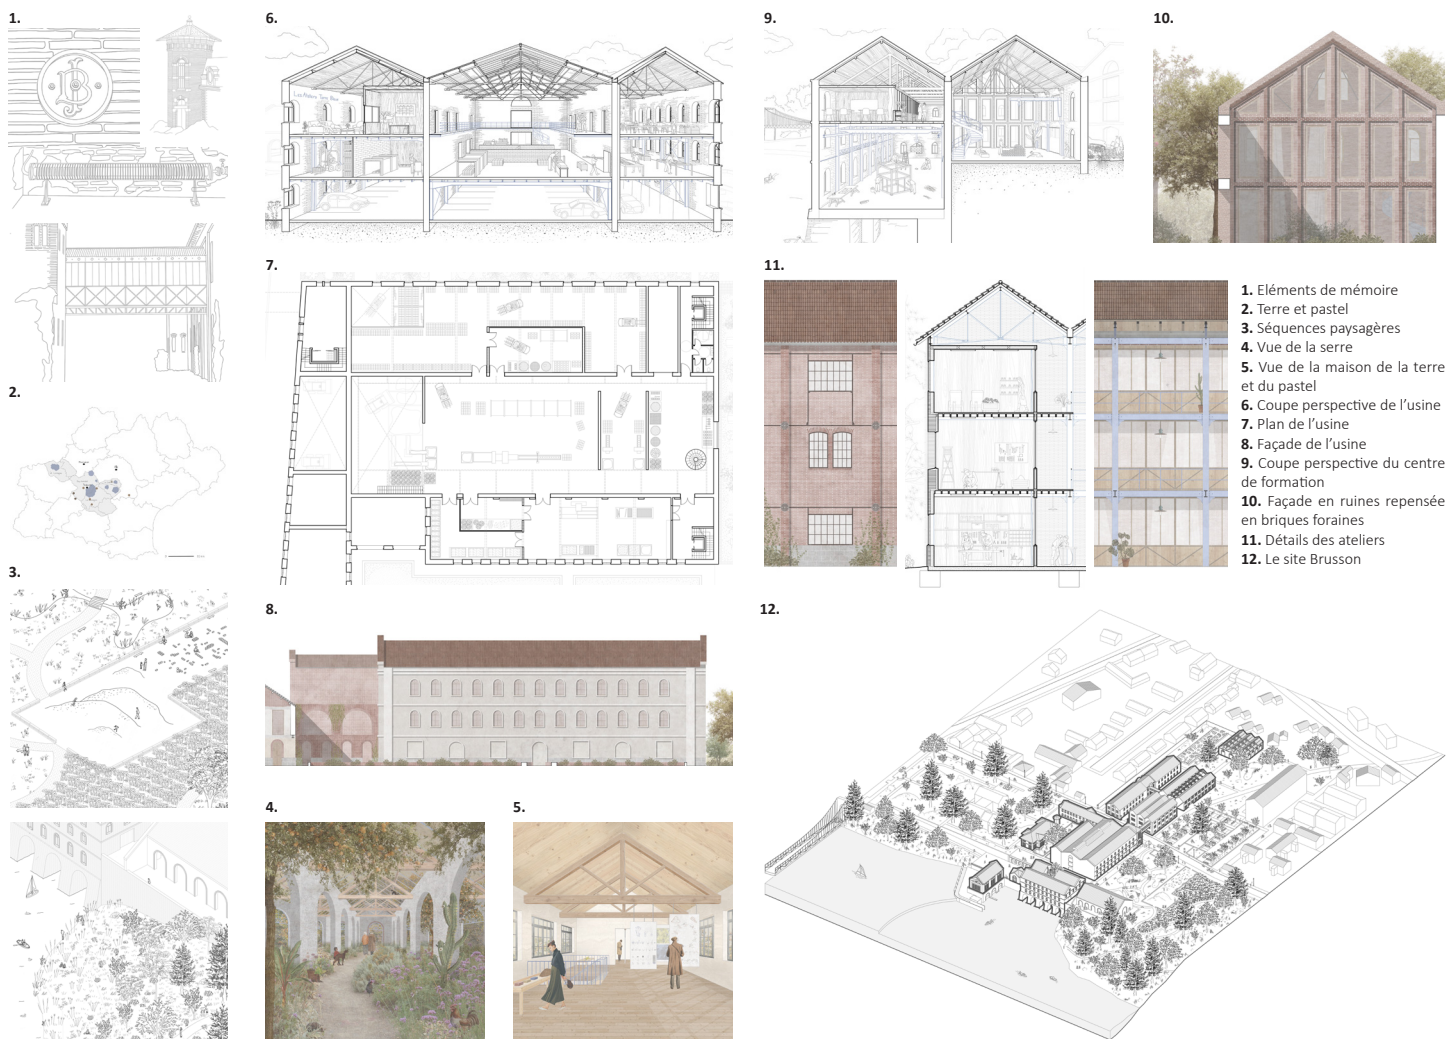 1.
6.
9.
10.
7.
11.
2.
3.
8.
12.
4.
5.
1. Eléments de mémoire
2. Terre et pastel
3. Séquences paysagères
4. Vue de la serre
5. Vue de la maison de la terre
et du pastel
6. Coupe perspective de l'usine
7. Plan de l'usine
8. Façade de l'usine
9. Coupe perspective du centre
de formation
10. Façade en ruines repensée
en briques foraines
11. Détails des ateliers
12. Le site Brusson